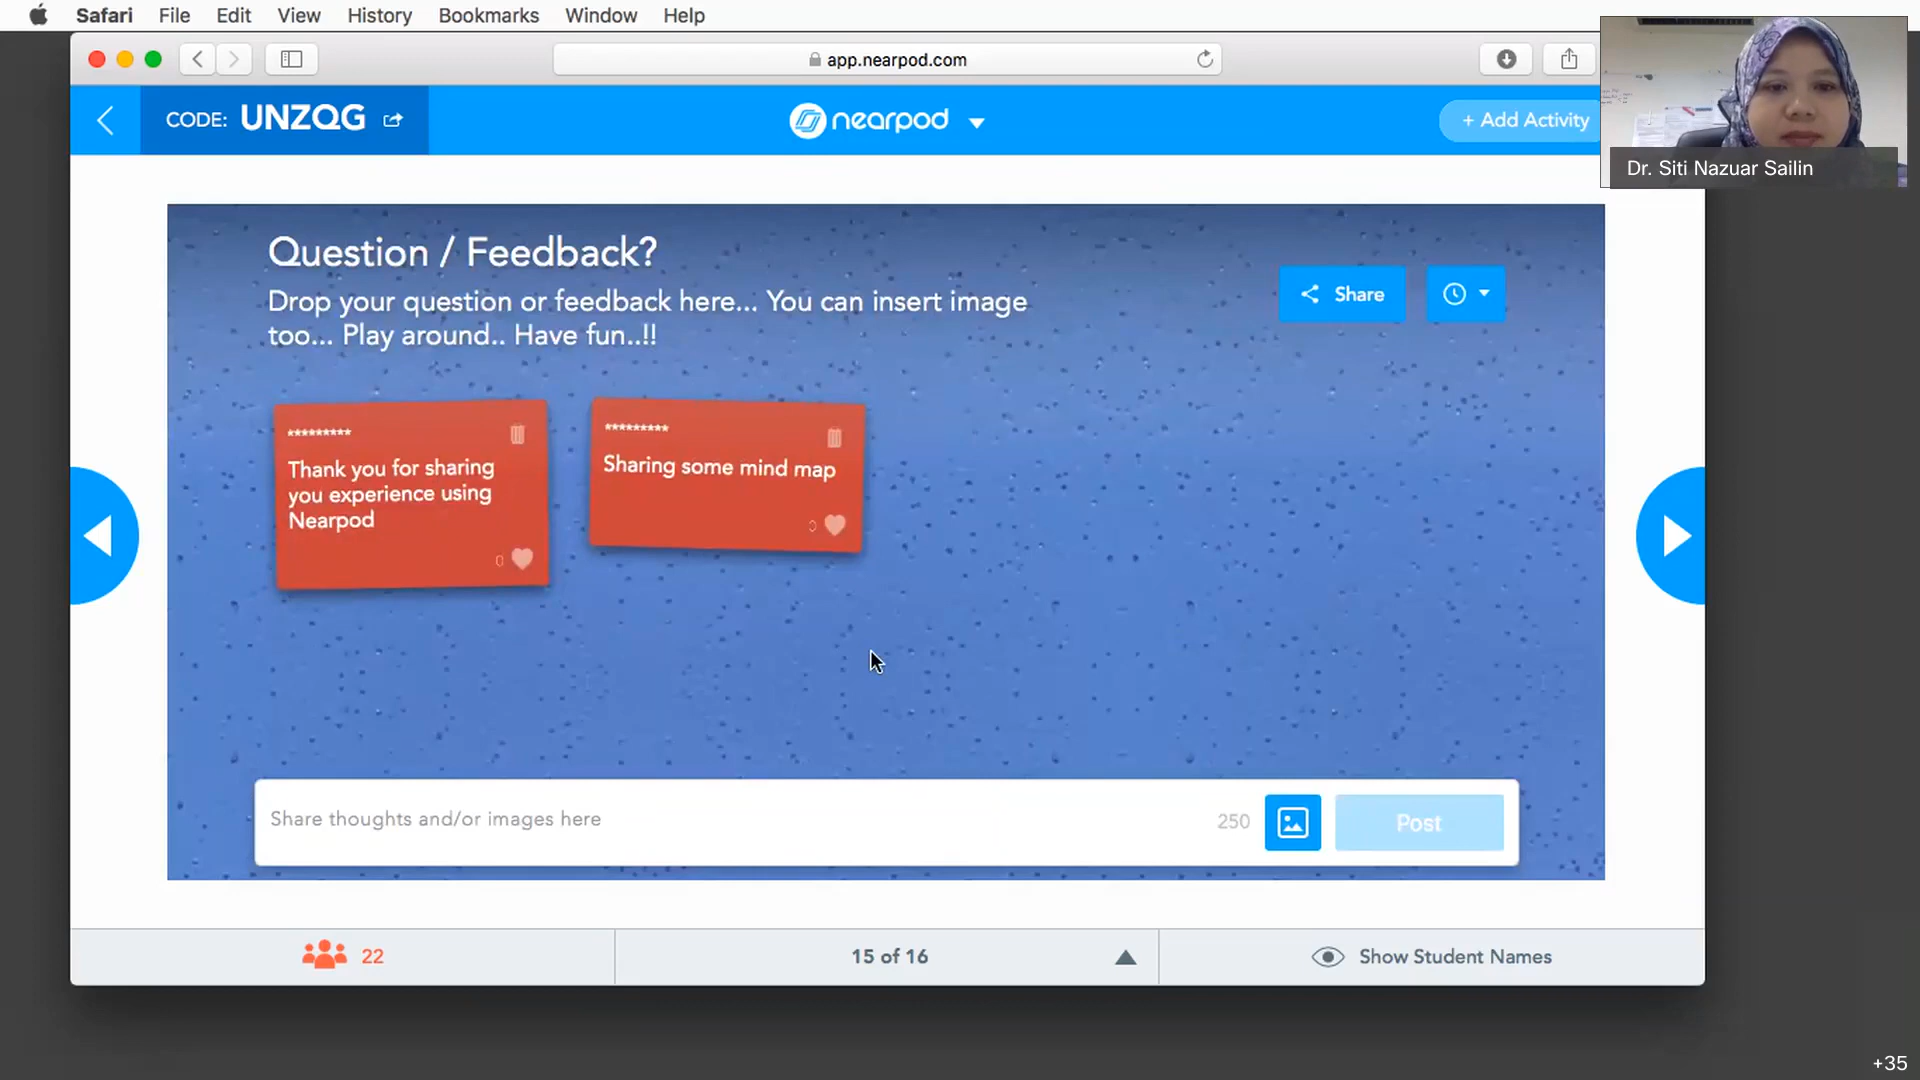 Safari File Edit View History Bookmarks Window Help
app.nearpod.com
CODE: UNZQG
nearpod
+ Add Activity
Dr. Siti Nazuar Sailin
Question / Feedback?
Drop your question or feedback here... You can insert image
too... Play around.. Have fun..!!
Share
*********
Thank you for sharing
you experience using
Nearpod
0
*********
Sharing some mind map
Share thoughts and/or images here
250
Post
22
15 of 16
Show Student Names
+35